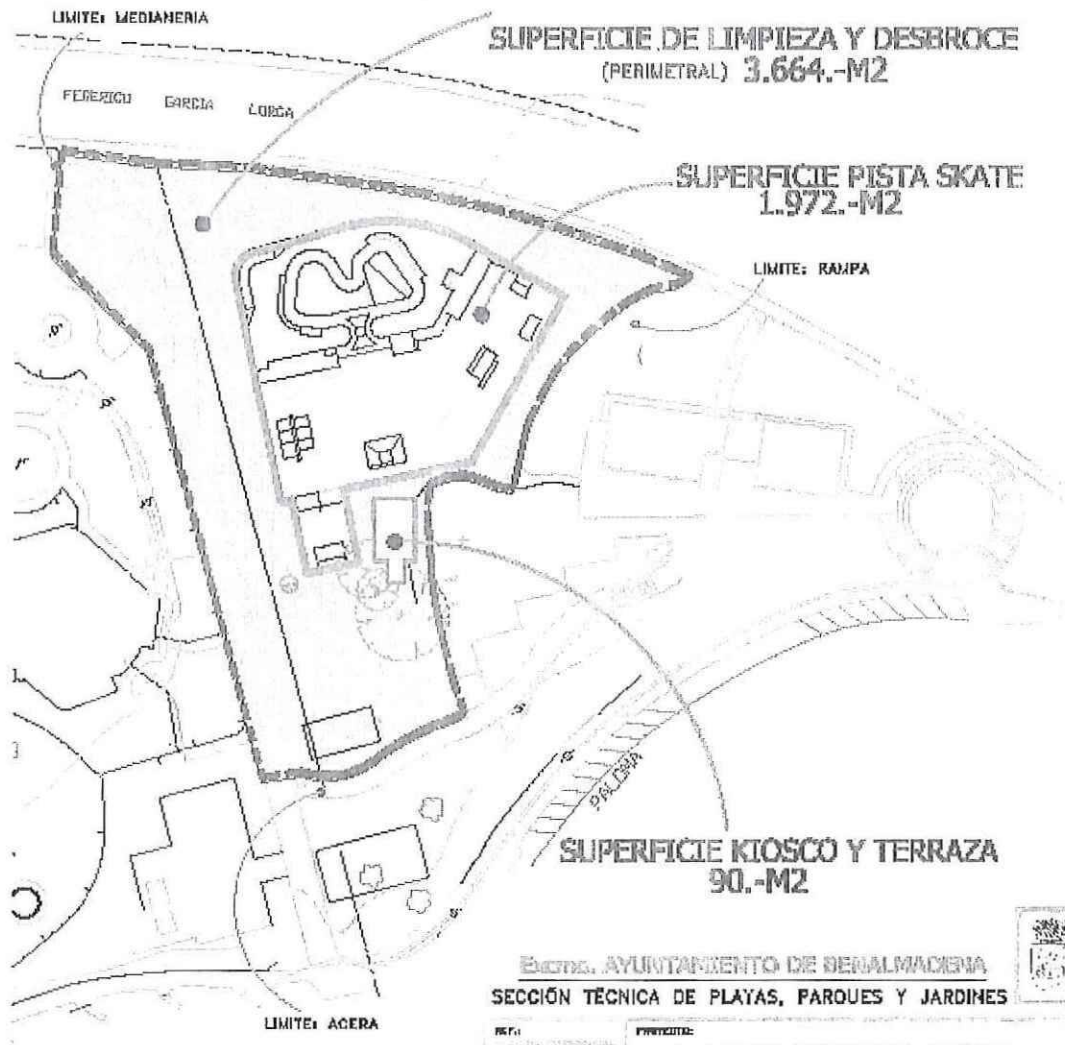 LIMITE: MEDIANERIA
SUPERFICIE DE LIMPIEZA Y DESBROCE
(PERIMETRAL) 3.664.-M2
FEDERICO GARCIA LORCA
SUPERFICIE PISTA SKATE
1.972.-M2
LIMITE: RAMPA
PALOMA
SUPERFICIE KIOSCO Y TERRAZA
90.-M2
Excmo. AYUNTAMIENTO DE BENALMADENA
SECCIÓN TÉCNICA DE PLAYAS, PARQUES Y JARDINES
LIMITE: ACERA
REF.: